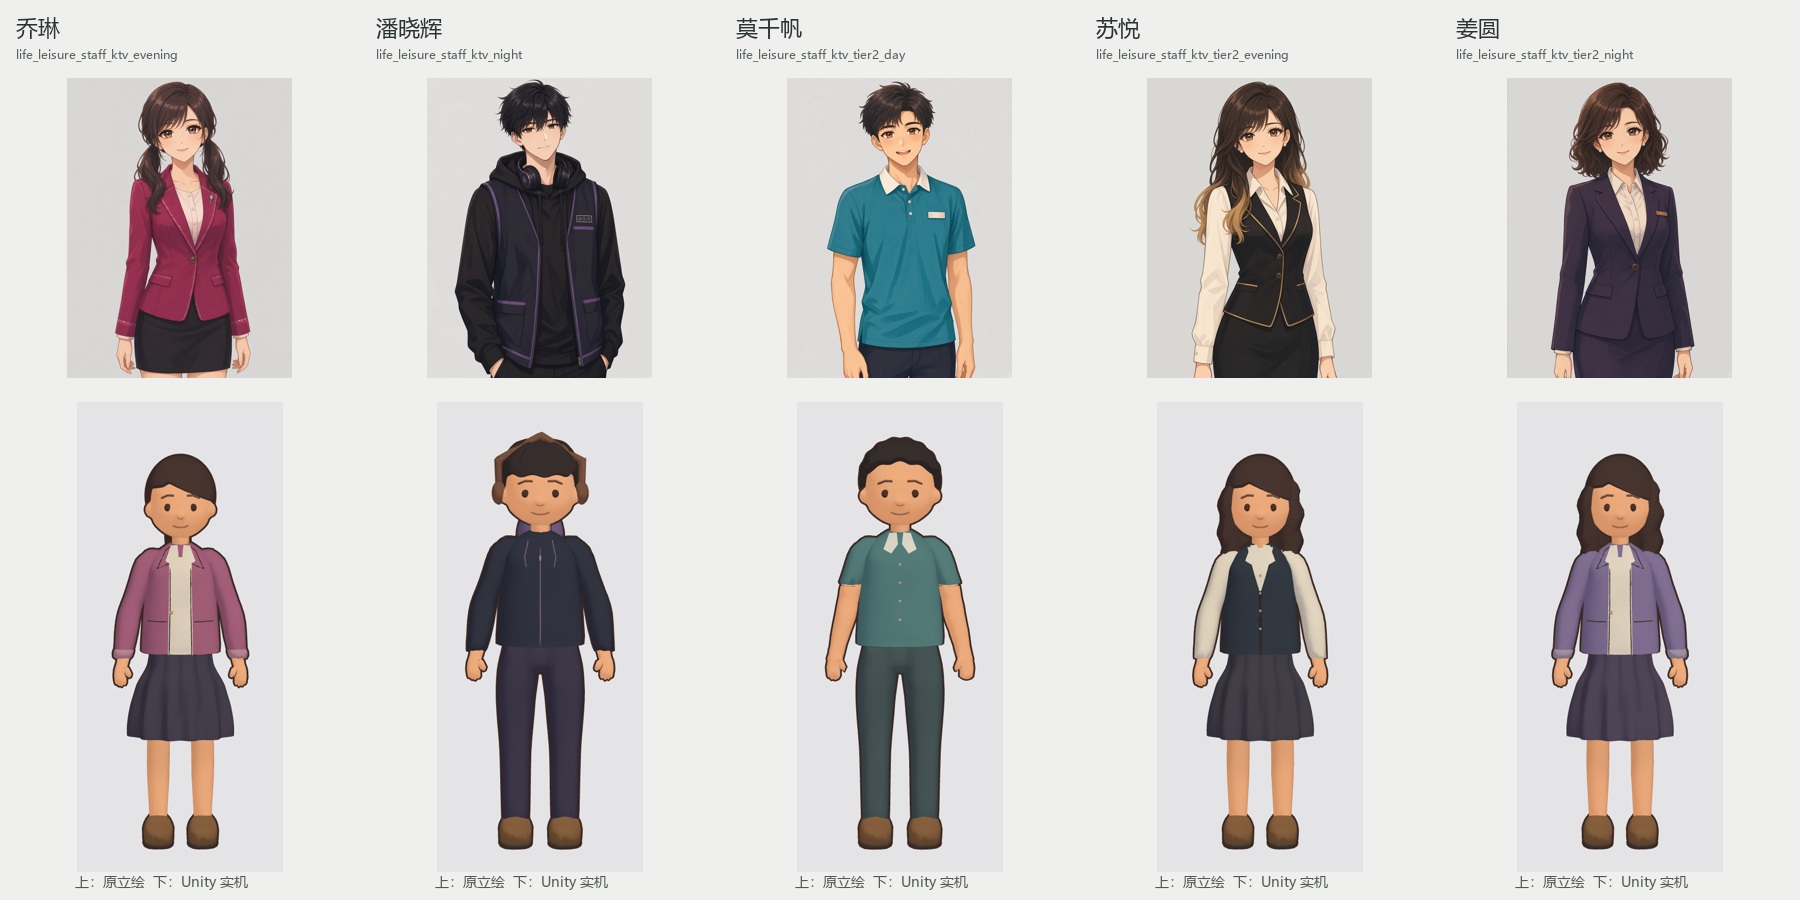 乔琳
life_leisure_staff_ktv_evening
潘晓辉
life_leisure_staff_ktv_night
莫千帆
life_leisure_staff_ktv_tier2_day
苏悦
life_leisure_staff_ktv_tier2_evening
姜圆
life_leisure_staff_ktv_tier2_night
上：原立绘 下：Unity 实机
上：原立绘 下：Unity 实机
上：原立绘 下：Unity 实机
上：原立绘 下：Unity 实机
上：原立绘 下：Unity 实机